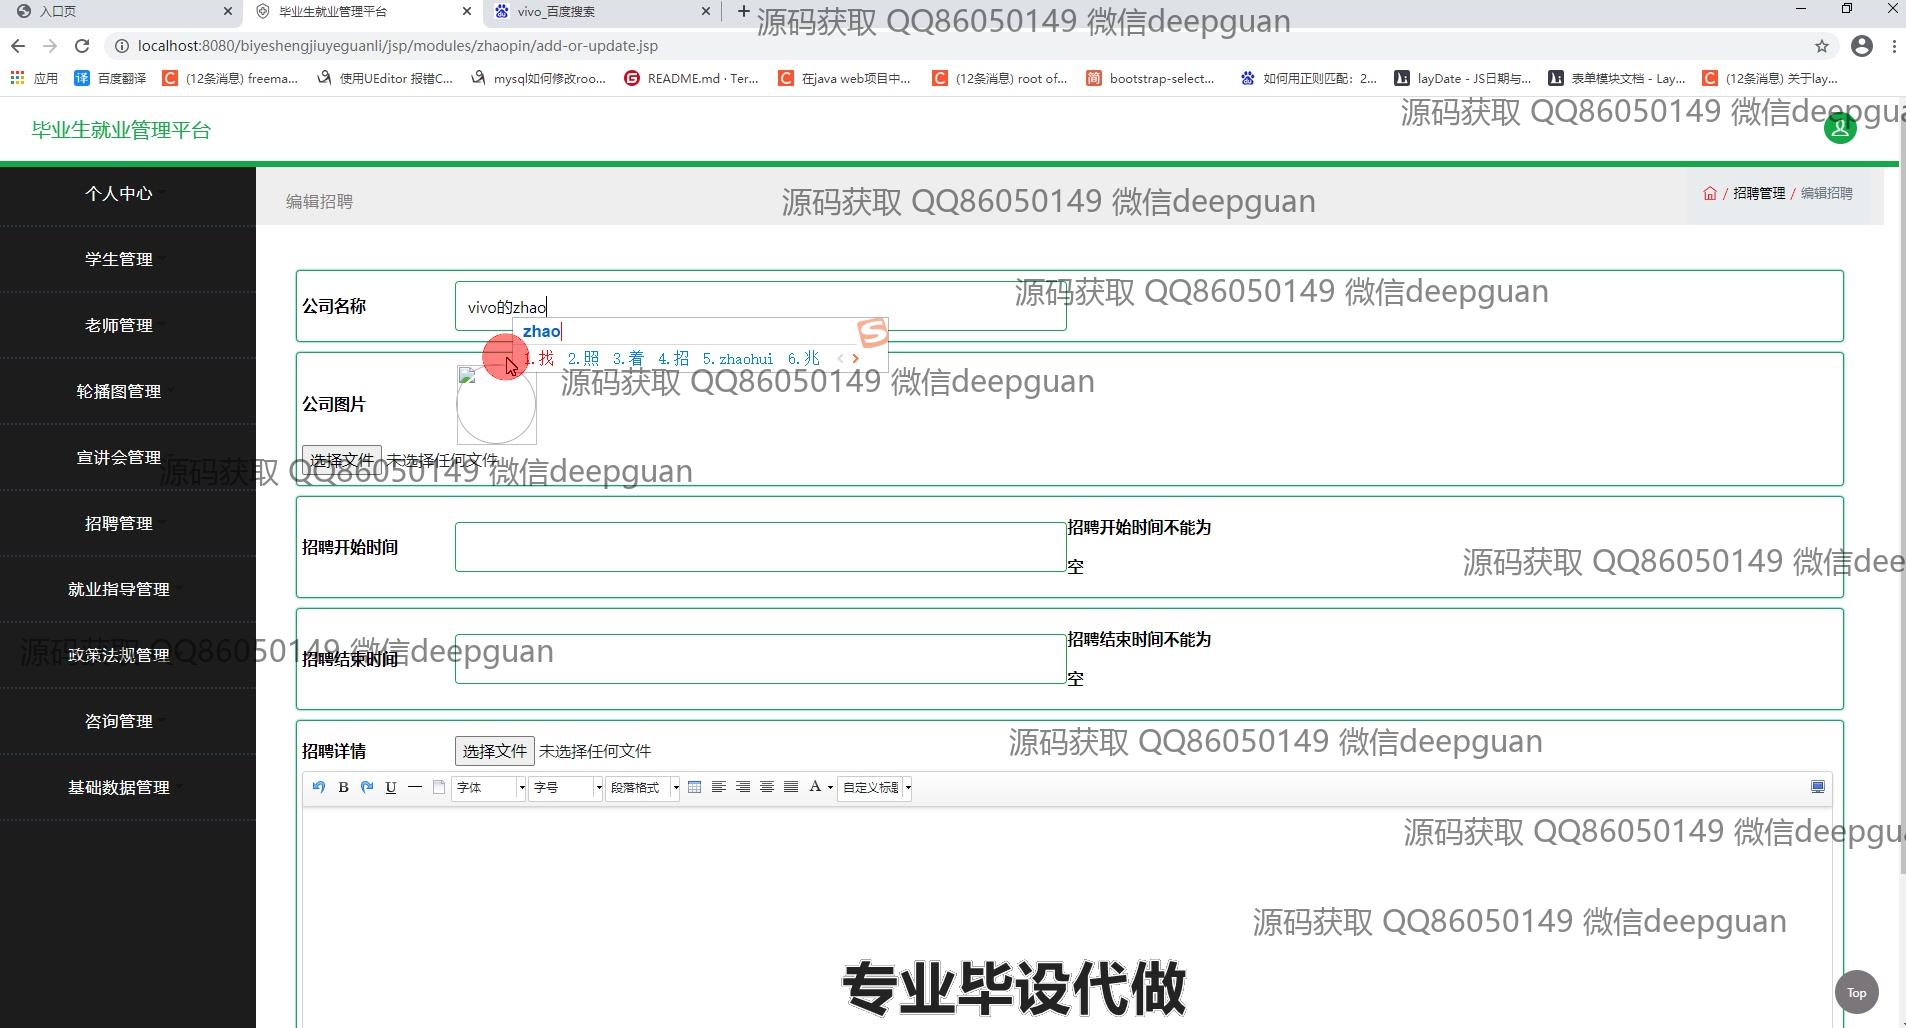 入口页
毕业生就业管理平台
vivo_百度搜索
源码获取 QQ86050149 微信deepguan
localhost:8080/biyeshengjiuyeguanli/jsp/modules/zhaopin/add-or-update.jsp
应用
百度翻译
(12条消息) freema...
使用UEditor 报错C...
mysql如何修改roo...
README.md · Ter...
在java web项目中...
(12条消息) root of...
bootstrap-select...
如何用正则匹配：2...
layDate - JS日期与...
表单模块文档 - Lay...
(12条消息) 关于lay...
源码获取 QQ86050149 微信deepgua
毕业生就业管理平台
个人中心
编辑招聘
源码获取 QQ86050149 微信deepguan
/ 招聘管理 / 编辑招聘
学生管理
公司名称
vivo的zhao
源码获取 QQ86050149 微信deepguan
老师管理
zhao
1.找 2.照 3.着 4.招 5.zhaohui 6.兆
源码获取 QQ86050149 微信deepguan
轮播图管理
公司图片
宣讲会管理
选择文件 未选择任何文件
源码获取 QQ86050149 微信deepguan
招聘管理
招聘开始时间
招聘开始时间不能为
空
源码获取 QQ86050149 微信dee
就业指导管理
政策法规管理
源码获取 QQ86050149 微信deepguan
招聘结束时间
招聘结束时间不能为
空
咨询管理
招聘详情
选择文件 未选择任何文件
源码获取 QQ86050149 微信deepguan
基础数据管理
B
U
字体
字号
段落格式
A
自定义标题
源码获取 QQ86050149 微信deepgua
源码获取 QQ86050149 微信deepguan
专业毕设代做
Top